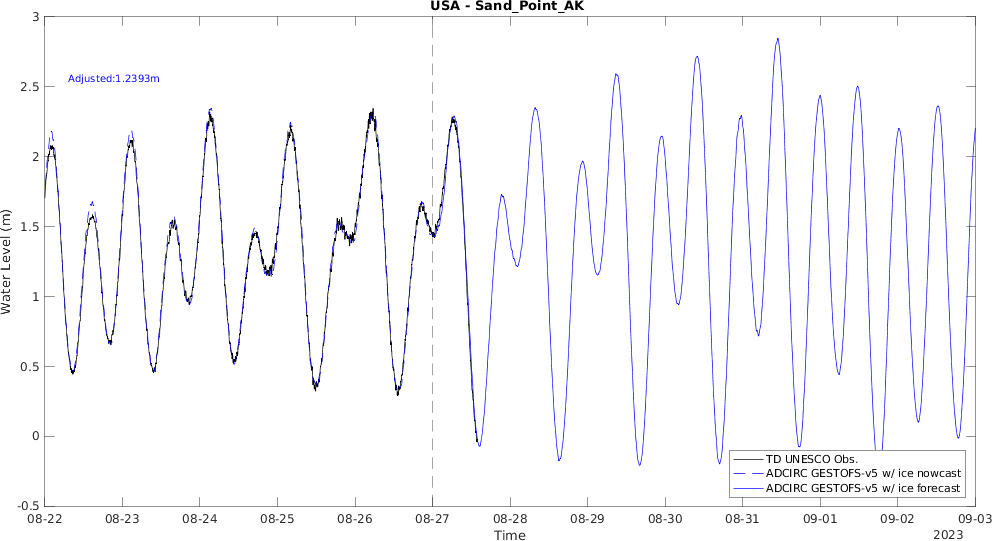 USA - Sand_Point_AK
Adjusted:1.2393m
Water Level (m)
3
2.5
2
1.5
1
0.5
0
-0.5
TD UNESCO Obs.
ADCIRC GESTOFS-v5 w/ ice nowcast
ADCIRC GESTOFS-v5 w/ ice forecast
08-22 08-23 08-24 08-25 08-26 08-27 08-28 08-29 08-30 08-31 09-01 09-02 09-03
Time
2023